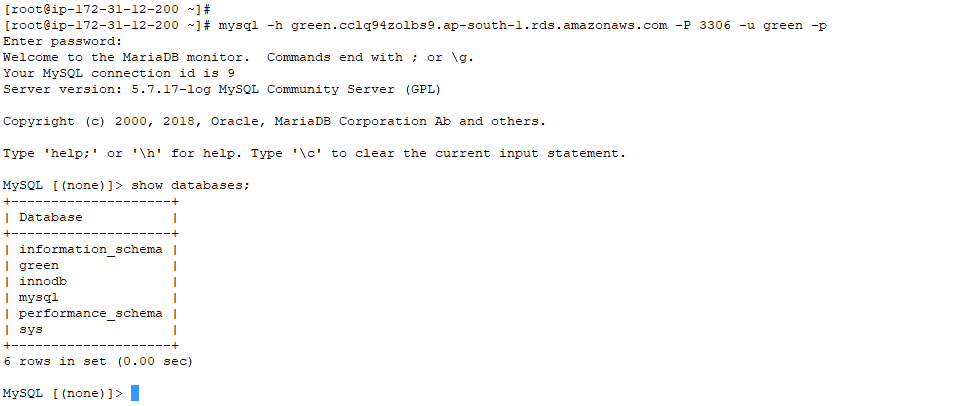 [root@ip-172-31-12-200 ~]#
[root@ip-172-31-12-200 ~]# mysql -h green.cclq94zolbs9.ap-south-1.rds.amazonaws.com -P 3306 -u green -p
Enter password:
Welcome to the MariaDB monitor.  Commands end with ; or \g.
Your MySQL connection id is 9
Server version: 5.7.17-log MySQL Community Server (GPL)

Copyright (c) 2000, 2018, Oracle, MariaDB Corporation Ab and others.

Type 'help;' or '\h' for help. Type '\c' to clear the current input statement.

MySQL [(none)]> show databases;
+--------------------+
| Database           |
+--------------------+
| information_schema |
| green              |
| innodb             |
| mysql              |
| performance_schema |
| sys                |
+--------------------+
6 rows in set (0.00 sec)

MySQL [(none)]>